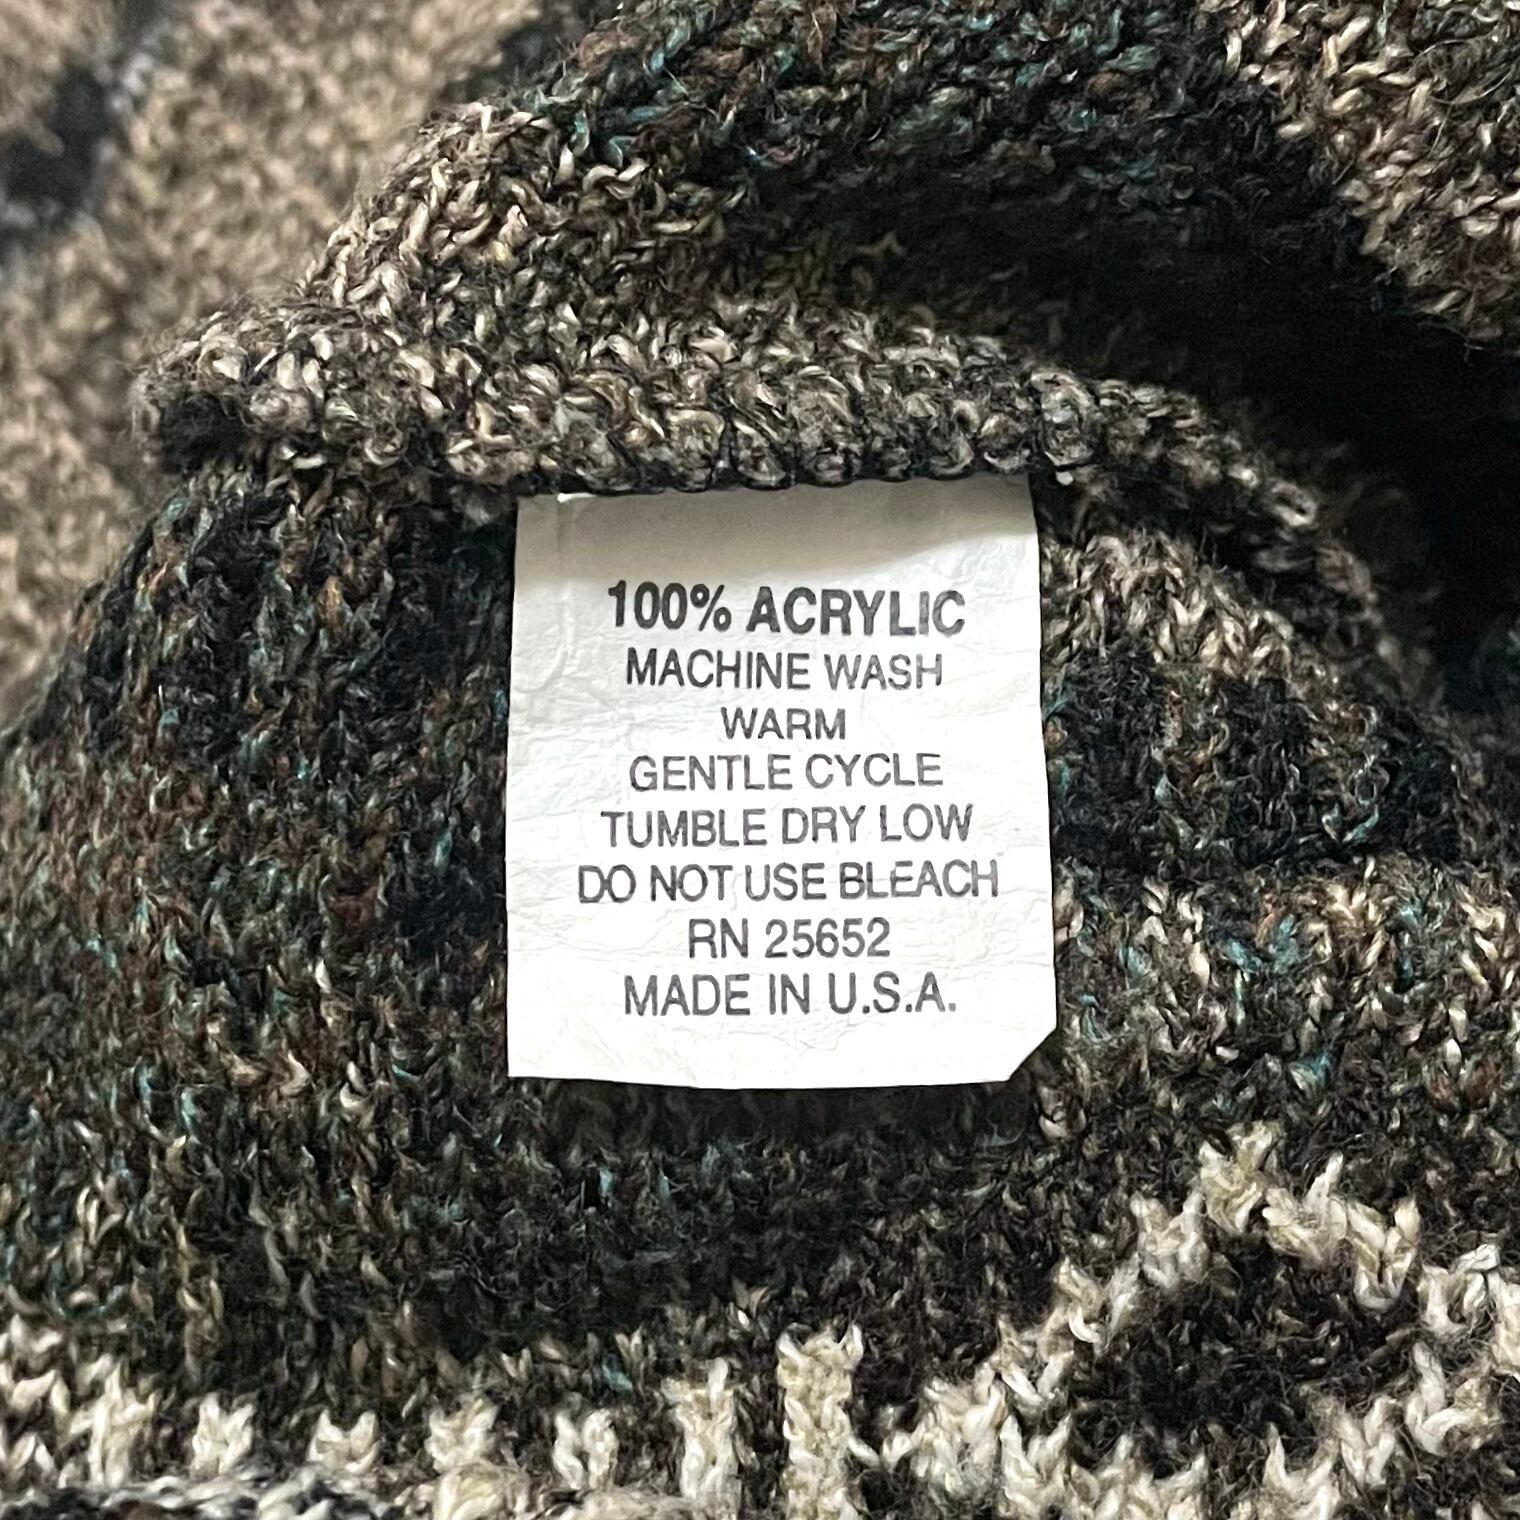 100% ACRYLIC
MACHINE WASH
WARM
GENTLE CYCLE
TUMBLE DRY LOW
DO NOT USE BLEACH
RN 25652
MADE IN U.S.A.